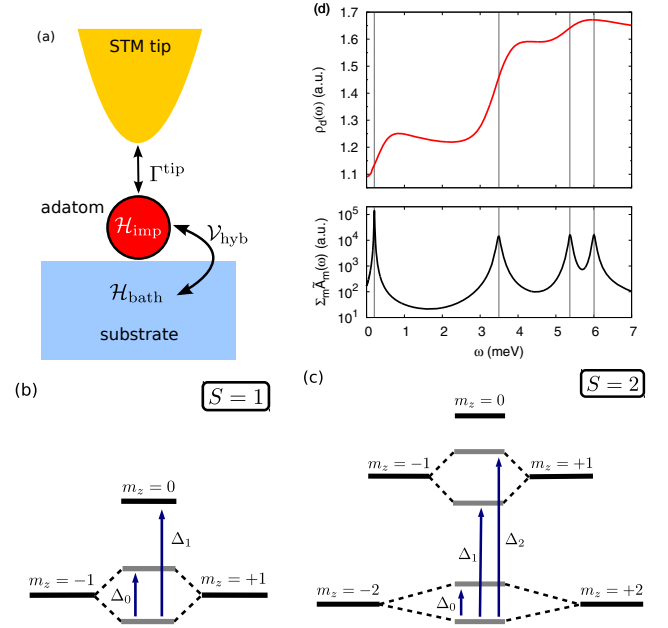 (a)
STM tip
Γ^tip
adatom
ℋ_imp
𝒱_hyb
ℋ_bath
substrate
(d)
ρ_d(ω) (a.u.)
1.7
1.6
1.5
1.4
1.3
1.2
1.1
Σ_m Ã_m(ω) (a.u.)
10^5
10^4
10^3
10^2
10^1
0 1 2 3 4 5 6 7
ω (meV)
(b)
S = 1
m_z = 0
Δ_1
m_z = −1
Δ_0
m_z = +1
(c)
S = 2
m_z = 0
m_z = −1
m_z = +1
Δ_1
Δ_2
m_z = −2
Δ_0
m_z = +2